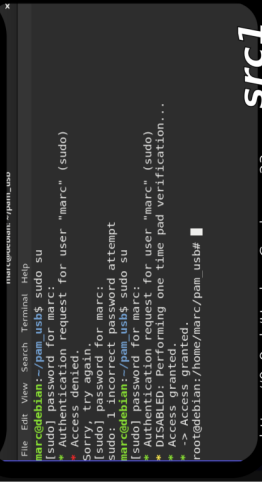 marc@debian: ~/pam_usb
x
File Edit View Search Terminal Help
marc@debian:~/pam_usb$ sudo su
[sudo] password for marc:
* Authentication request for user "marc" (sudo)
* Access denied.
Sorry, try again.
[sudo] password for marc:
sudo: 1 incorrect password attempt
marc@debian:~/pam_usb$ sudo su
[sudo] password for marc:
* Authentication request for user "marc" (sudo)
* DISABLED: Performing one time pad verification...
* Access granted.
* -> Access granted.
root@debian:/home/marc/pam_usb#
src1